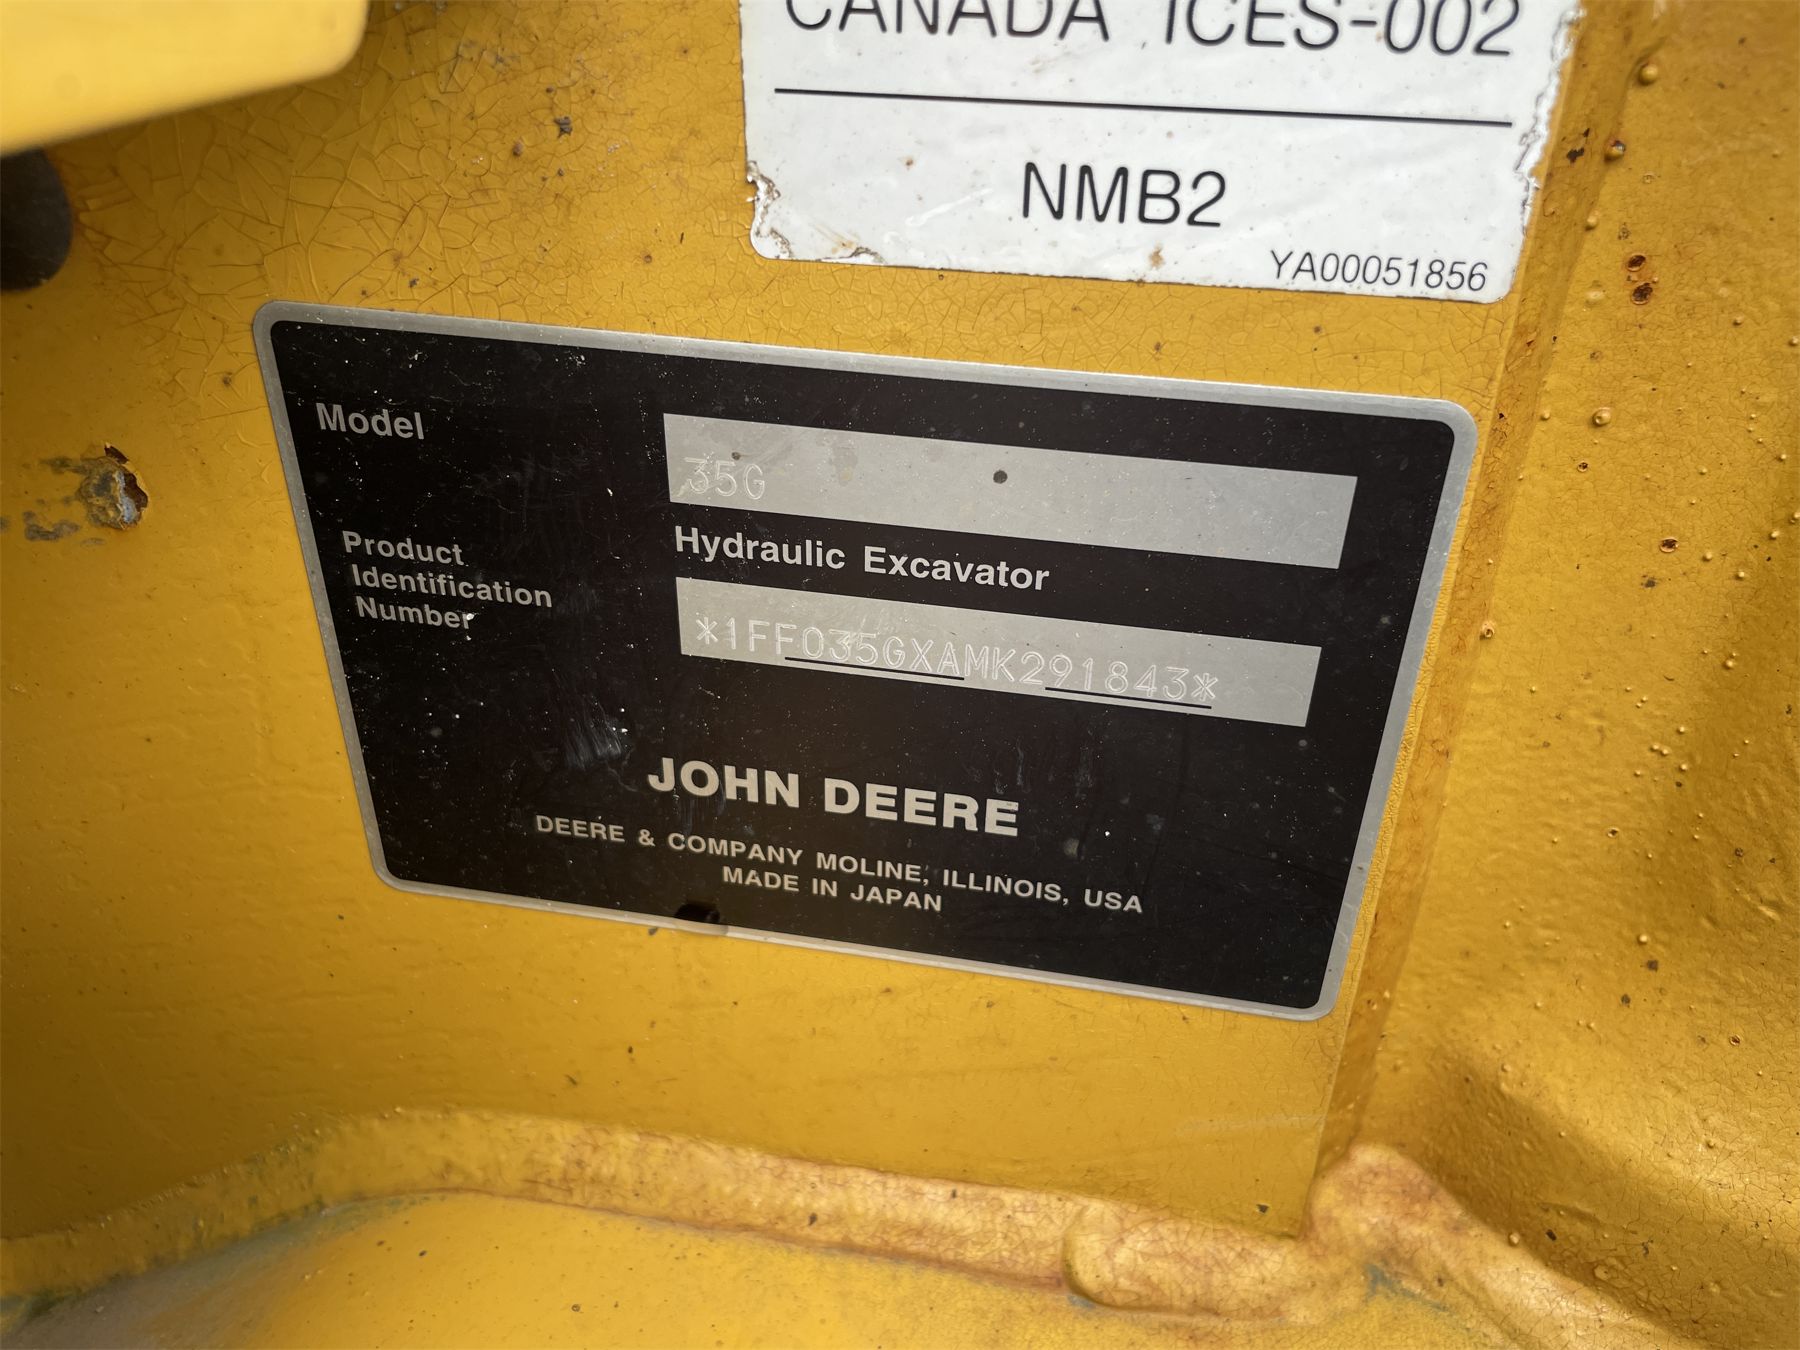 CANADA ICES-002
NMB2
YA00051856
Model
35G
Hydraulic Excavator
Product
Identification
Number
*1FF035GXAMK291843*
JOHN DEERE
DEERE & COMPANY MOLINE, ILLINOIS, USA
MADE IN JAPAN